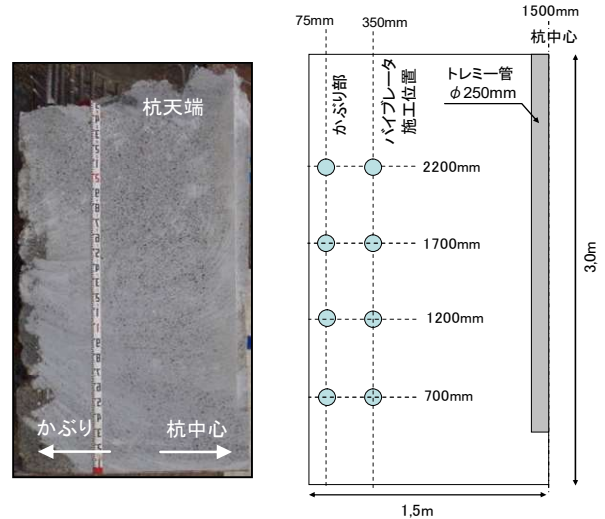 杭天端
かぶり
杭中心
75mm
350mm
1500mm
杭中心
かぶり部
バイブレータ
施工位置
トレミー管
φ250mm
2200mm
1700mm
1200mm
700mm
3,0m
1,5m